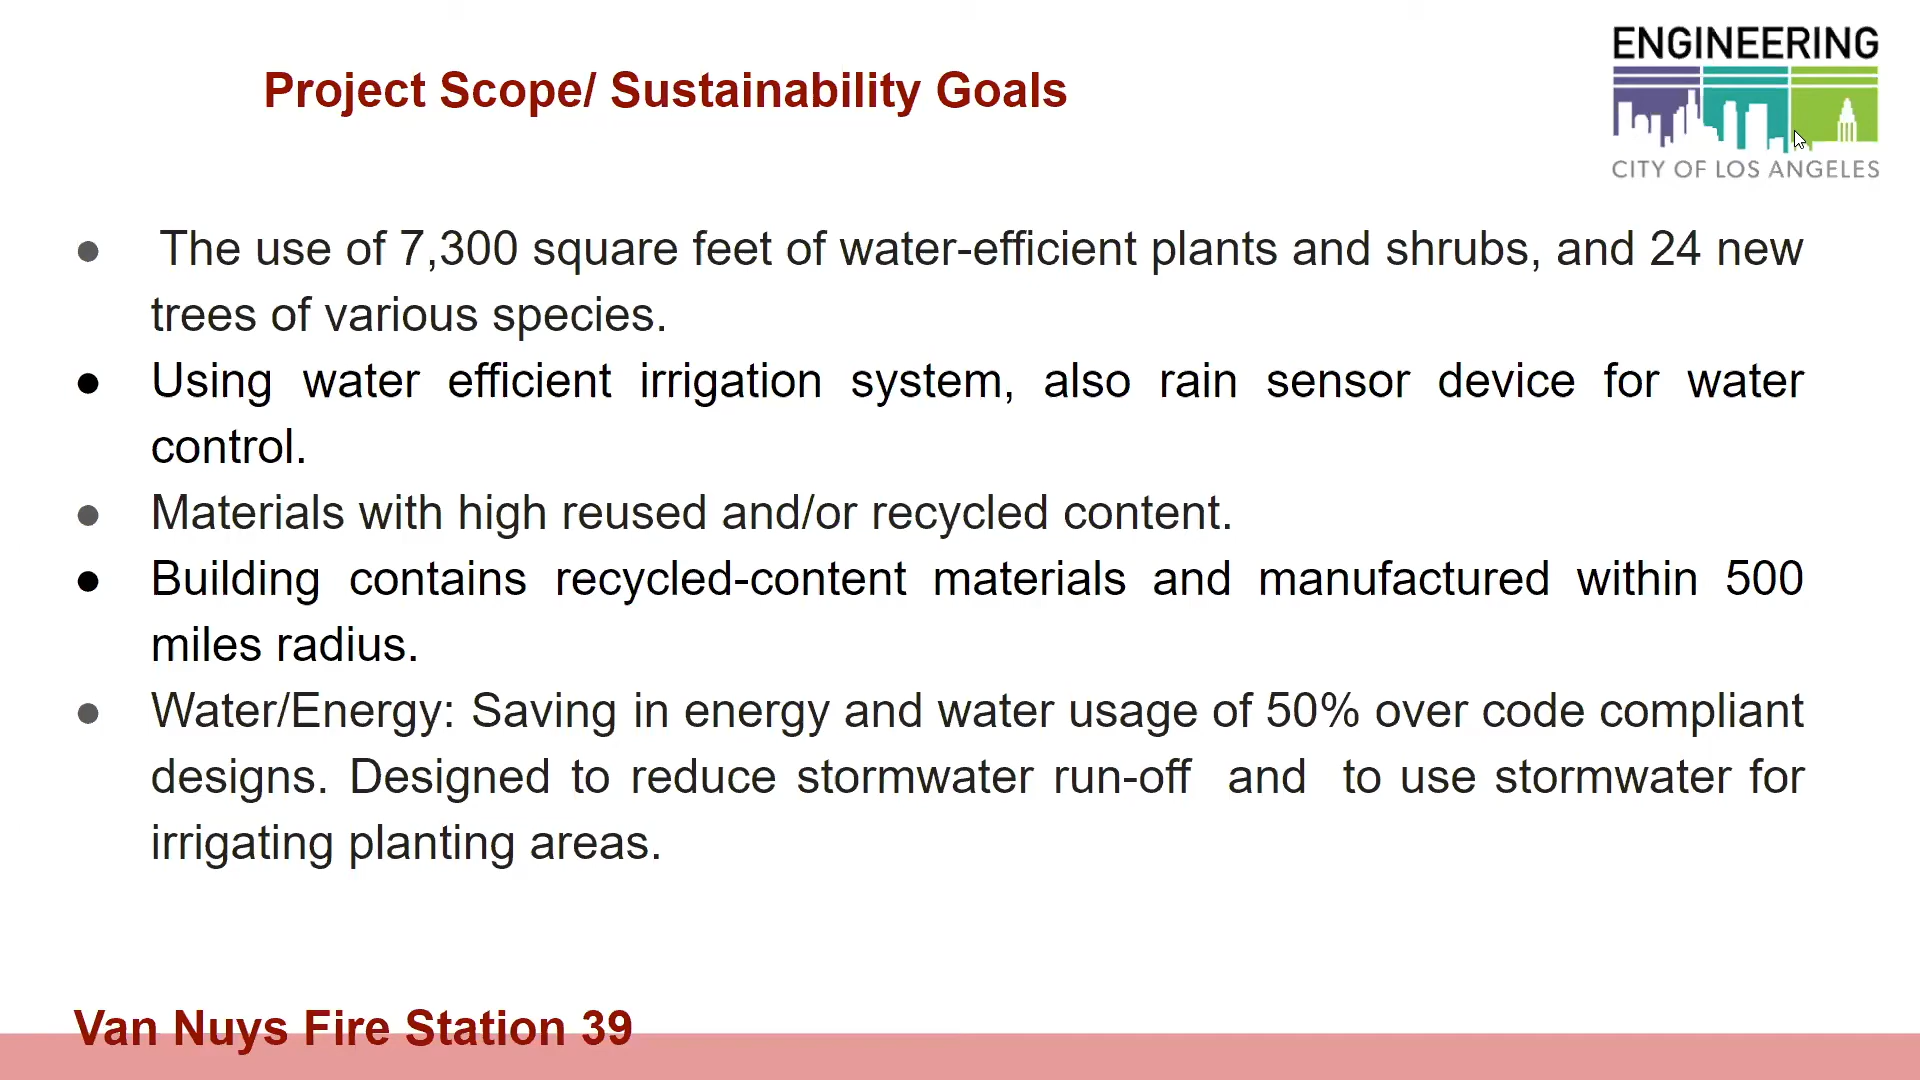 ENGINEERING
CITY OF LOS ANGELES
Project Scope/ Sustainability Goals
● The use of 7,300 square feet of water-efficient plants and shrubs, and 24 new
trees of various species.
● Using water efficient irrigation system, also rain sensor device for water
control.
● Materials with high reused and/or recycled content.
● Building contains recycled-content materials and manufactured within 500
miles radius.
● Water/Energy: Saving in energy and water usage of 50% over code compliant
designs. Designed to reduce stormwater run-off and to use stormwater for
irrigating planting areas.
Van Nuys Fire Station 39